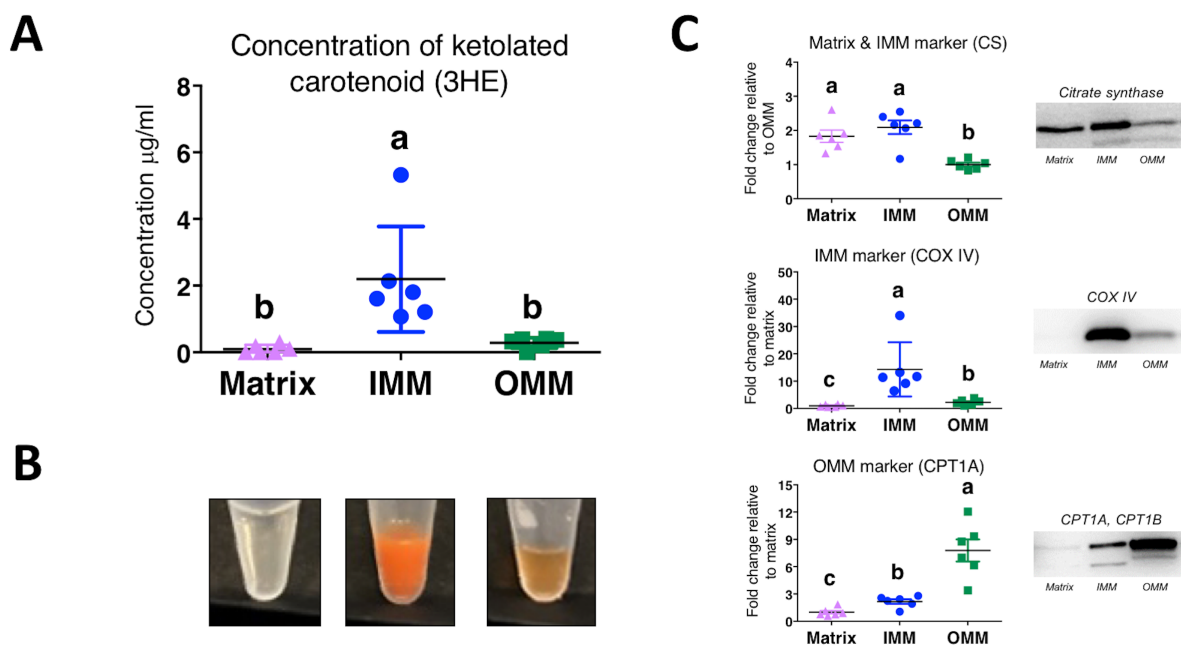 A
Concentration of ketolated
carotenoid (3HE)
Concentration µg/ml
8
6
4
2
0
a
b
b
Matrix
IMM
OMM
B
C
Matrix & IMM marker (CS)
Fold change relative
to OMM
4
3
2
1
0
a
a
b
Matrix
IMM
OMM
Citrate synthase
Matrix
IMM
OMM
IMM marker (COX IV)
Fold change relative
to matrix
50
40
30
20
10
0
c
a
b
Matrix
IMM
OMM
COX IV
Matrix
IMM
OMM
OMM marker (CPT1A)
Fold change relative
to matrix
15
12
9
6
3
0
c
b
a
Matrix
IMM
OMM
CPT1A, CPT1B
Matrix
IMM
OMM